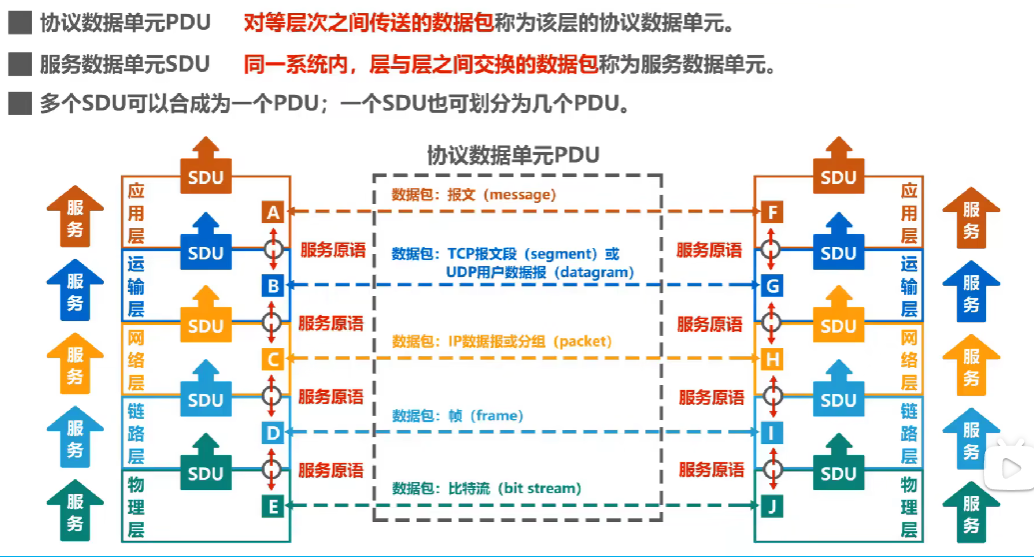 协议数据单元PDU 对等层次之间传送的数据包称为该层的协议数据单元。
服务数据单元SDU 同一系统内，层与层之间交换的数据包称为服务数据单元。
多个SDU可以合成为一个PDU；一个SDU也可划分为几个PDU。
协议数据单元PDU
服务
应用层
SDU
A
数据包：报文（message）
F
SDU
应用层
服务
服务原语
服务原语
服务
运输层
SDU
B
数据包：TCP报文段（segment）或
UDP用户数据报（datagram）
G
SDU
运输层
服务
服务原语
服务原语
服务
网络层
SDU
C
数据包：IP数据报或分组（packet）
H
SDU
网络层
服务
服务原语
服务原语
服务
链路层
SDU
D
数据包：帧（frame）
I
SDU
链路层
服务
服务原语
服务原语
服务
物理层
SDU
E
数据包：比特流（bit stream）
J
SDU
物理层
服务